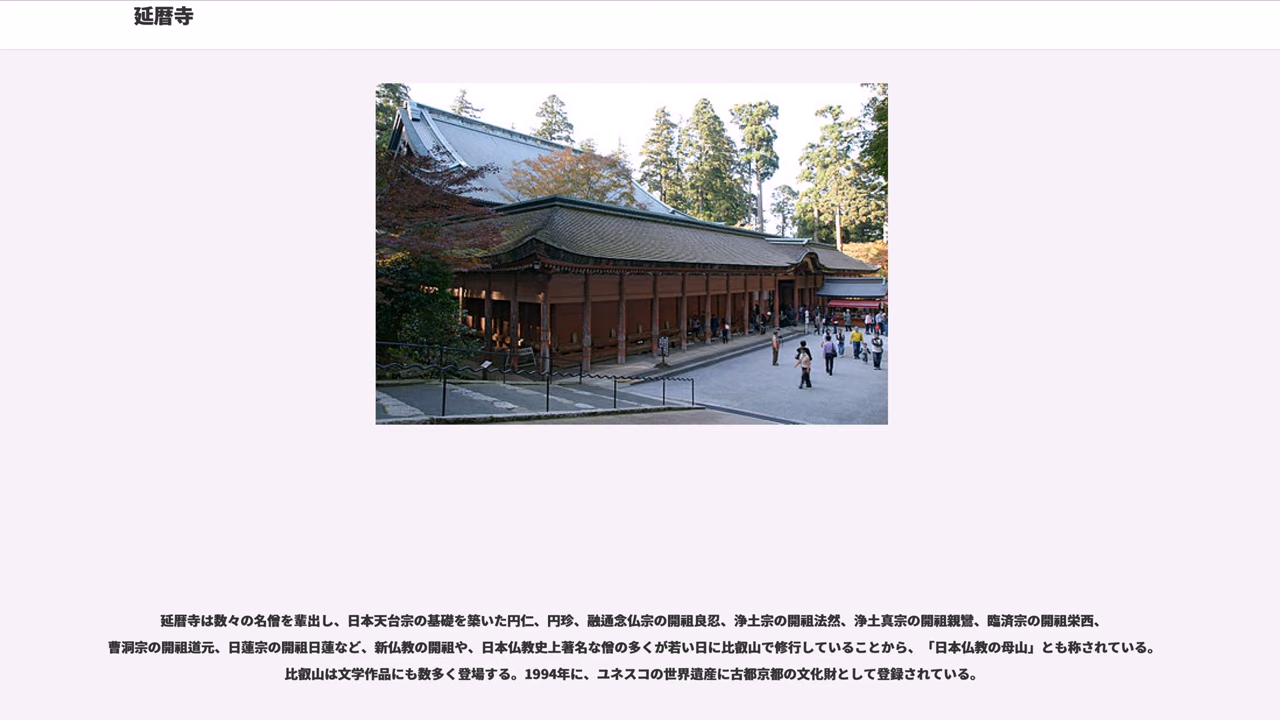 延暦寺
延暦寺は数々の名僧を輩出し、日本天台宗の基礎を築いた円仁、円珍、融通念仏宗の開祖良忍、浄土宗の開祖法然、浄土真宗の開祖親鸞、臨済宗の開祖栄西、
曹洞宗の開祖道元、日蓮宗の開祖日蓮など、新仏教の開祖や、日本仏教史上著名な僧の多くが若い日に比叡山で修行していることから、「日本仏教の母山」とも称されている。
比叡山は文学作品にも数多く登場する。1994年に、ユネスコの世界遺産に古都京都の文化財として登録されている。